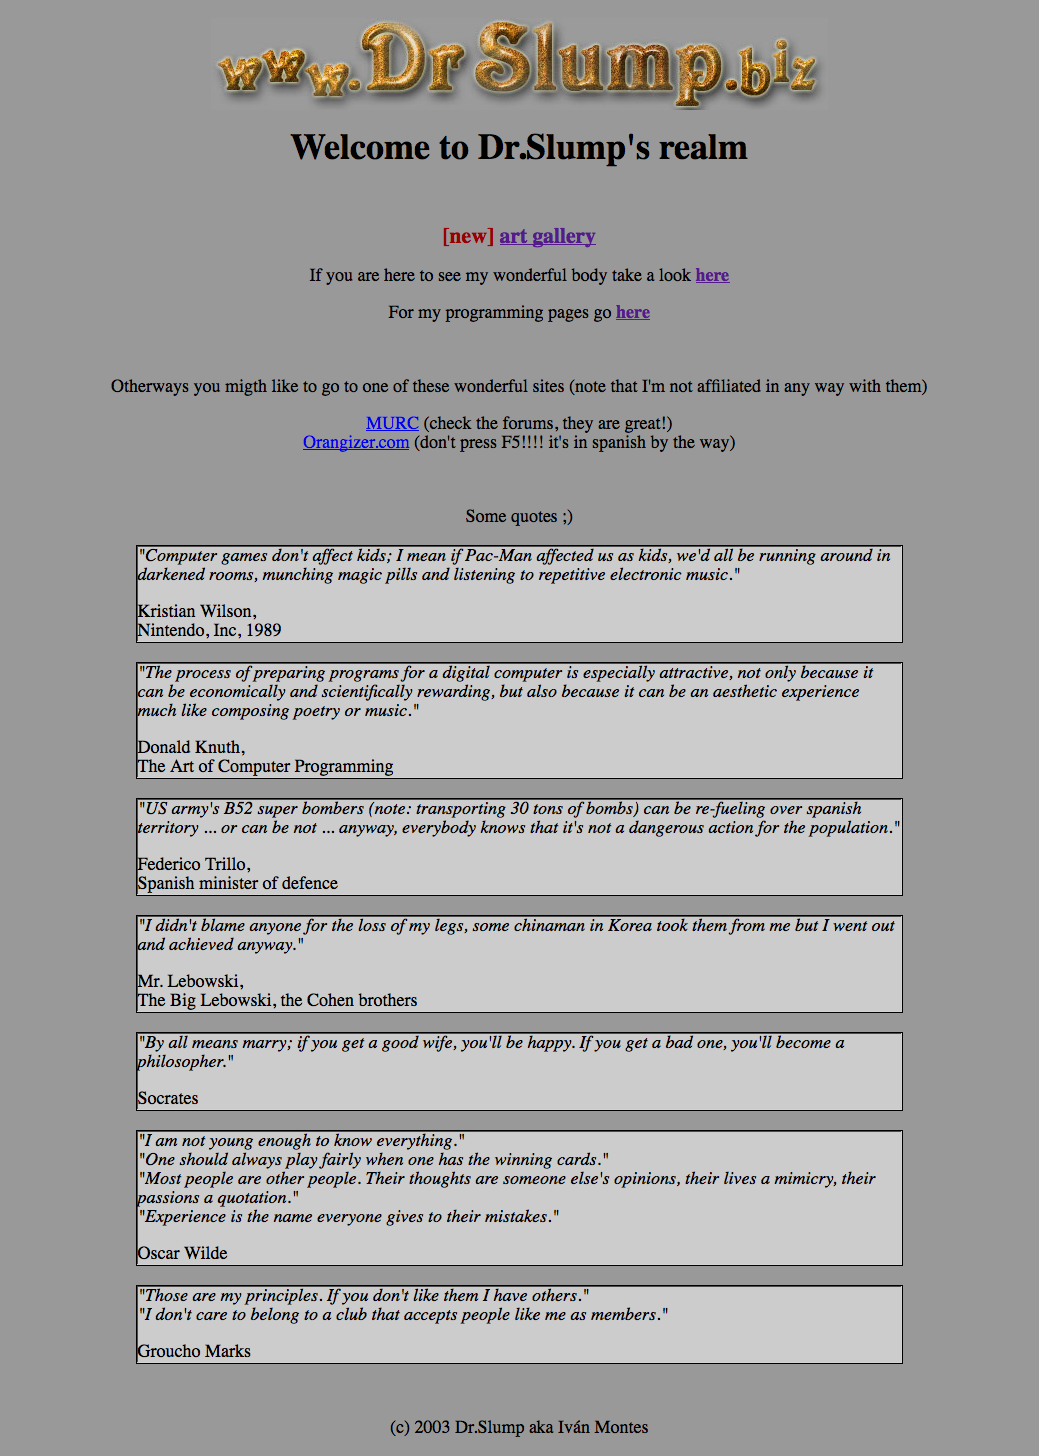 www.DrSlump.biz
Welcome to Dr.Slump's realm
[new] art gallery
If you are here to see my wonderful body take a look here
For my programming pages go here
Otherways you migth like to go to one of these wonderful sites (note that I'm not affiliated in any way with them)
MURC (check the forums, they are great!)
Orangizer.com (don't press F5!!!! it's in spanish by the way)
Some quotes ;)
"Computer games don't affect kids; I mean if Pac-Man affected us as kids, we'd all be running around in
darkened rooms, munching magic pills and listening to repetitive electronic music."
Kristian Wilson,
Nintendo, Inc, 1989
"The process of preparing programs for a digital computer is especially attractive, not only because it
can be economically and scientifically rewarding, but also because it can be an aesthetic experience
much like composing poetry or music."
Donald Knuth,
The Art of Computer Programming
"US army's B52 super bombers (note: transporting 30 tons of bombs) can be re-fueling over spanish
territory ... or can be not ... anyway, everybody knows that it's not a dangerous action for the population."
Federico Trillo,
Spanish minister of defence
"I didn't blame anyone for the loss of my legs, some chinaman in Korea took them from me but I went out
and achieved anyway."
Mr. Lebowski,
The Big Lebowski, the Cohen brothers
"By all means marry; if you get a good wife, you'll be happy. If you get a bad one, you'll become a
philosopher."
Socrates
"I am not young enough to know everything."
"One should always play fairly when one has the winning cards."
"Most people are other people. Their thoughts are someone else's opinions, their lives a mimicry, their
passions a quotation."
"Experience is the name everyone gives to their mistakes."
Oscar Wilde
"Those are my principles. If you don't like them I have others."
"I don't care to belong to a club that accepts people like me as members."
Groucho Marks
(c) 2003 Dr.Slump aka Iván Montes